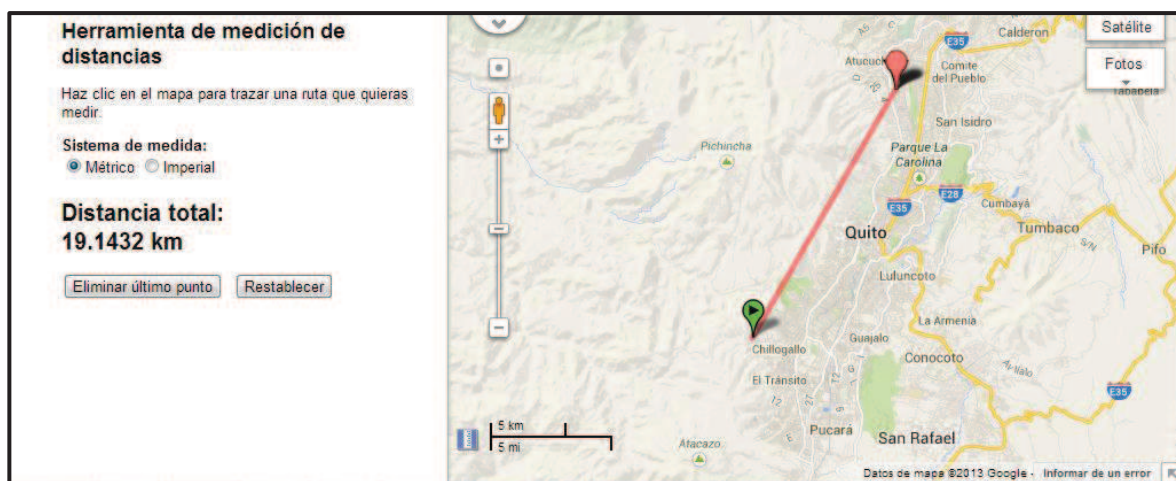 Herramienta de medición de
distancias
Haz clic en el mapa para trazar una ruta que quieras
medir.
Sistema de medida:
Métrico Imperial
Distancia total:
19.1432 km
Eliminar último punto Restablecer
Calderon
E35
Satélite
Comite
del Pueblo
Fotos
Tababela
San Isidro
Pichincha
Parque La
Carolina
E28
E35
Cumbayá
Quito
Tumbaco
S/N
Pifo
Luluncoto
La Armenia
Chillogallo
Guajalo
Conocoto
El Tránsito
E35
12
27
5 km
5 mi
Pucará
San Rafael
Atacazo
Datos de mapa ©2013 Google - Informar de un error